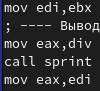 mov edi,ebx
; ---- Вывод
mov eax,div
call sprint
mov eax,edi